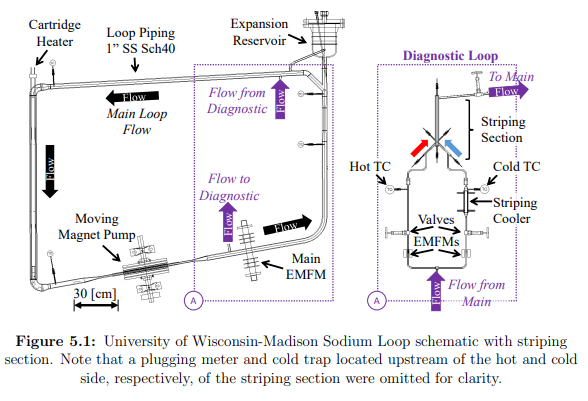 Cartridge
Heater
Loop Piping
1” SS Sch40
Expansion
Reservoir
Flow
Main Loop
Flow
Flow from
Diagnostic
Flow
Flow
Flow to
Diagnostic
Flow
Flow
Moving
Magnet Pump
Main
EMFM
30 [cm]
A
Diagnostic Loop
To Main
Flow
Striping
Section
Hot TC
Cold TC
TC
TC
Striping
Cooler
Valves
EMFMs
Flow from
Main
Flow
A
Figure 5.1: University of Wisconsin-Madison Sodium Loop schematic with striping
section. Note that a plugging meter and cold trap located upstream of the hot and cold
side, respectively, of the striping section were omitted for clarity.